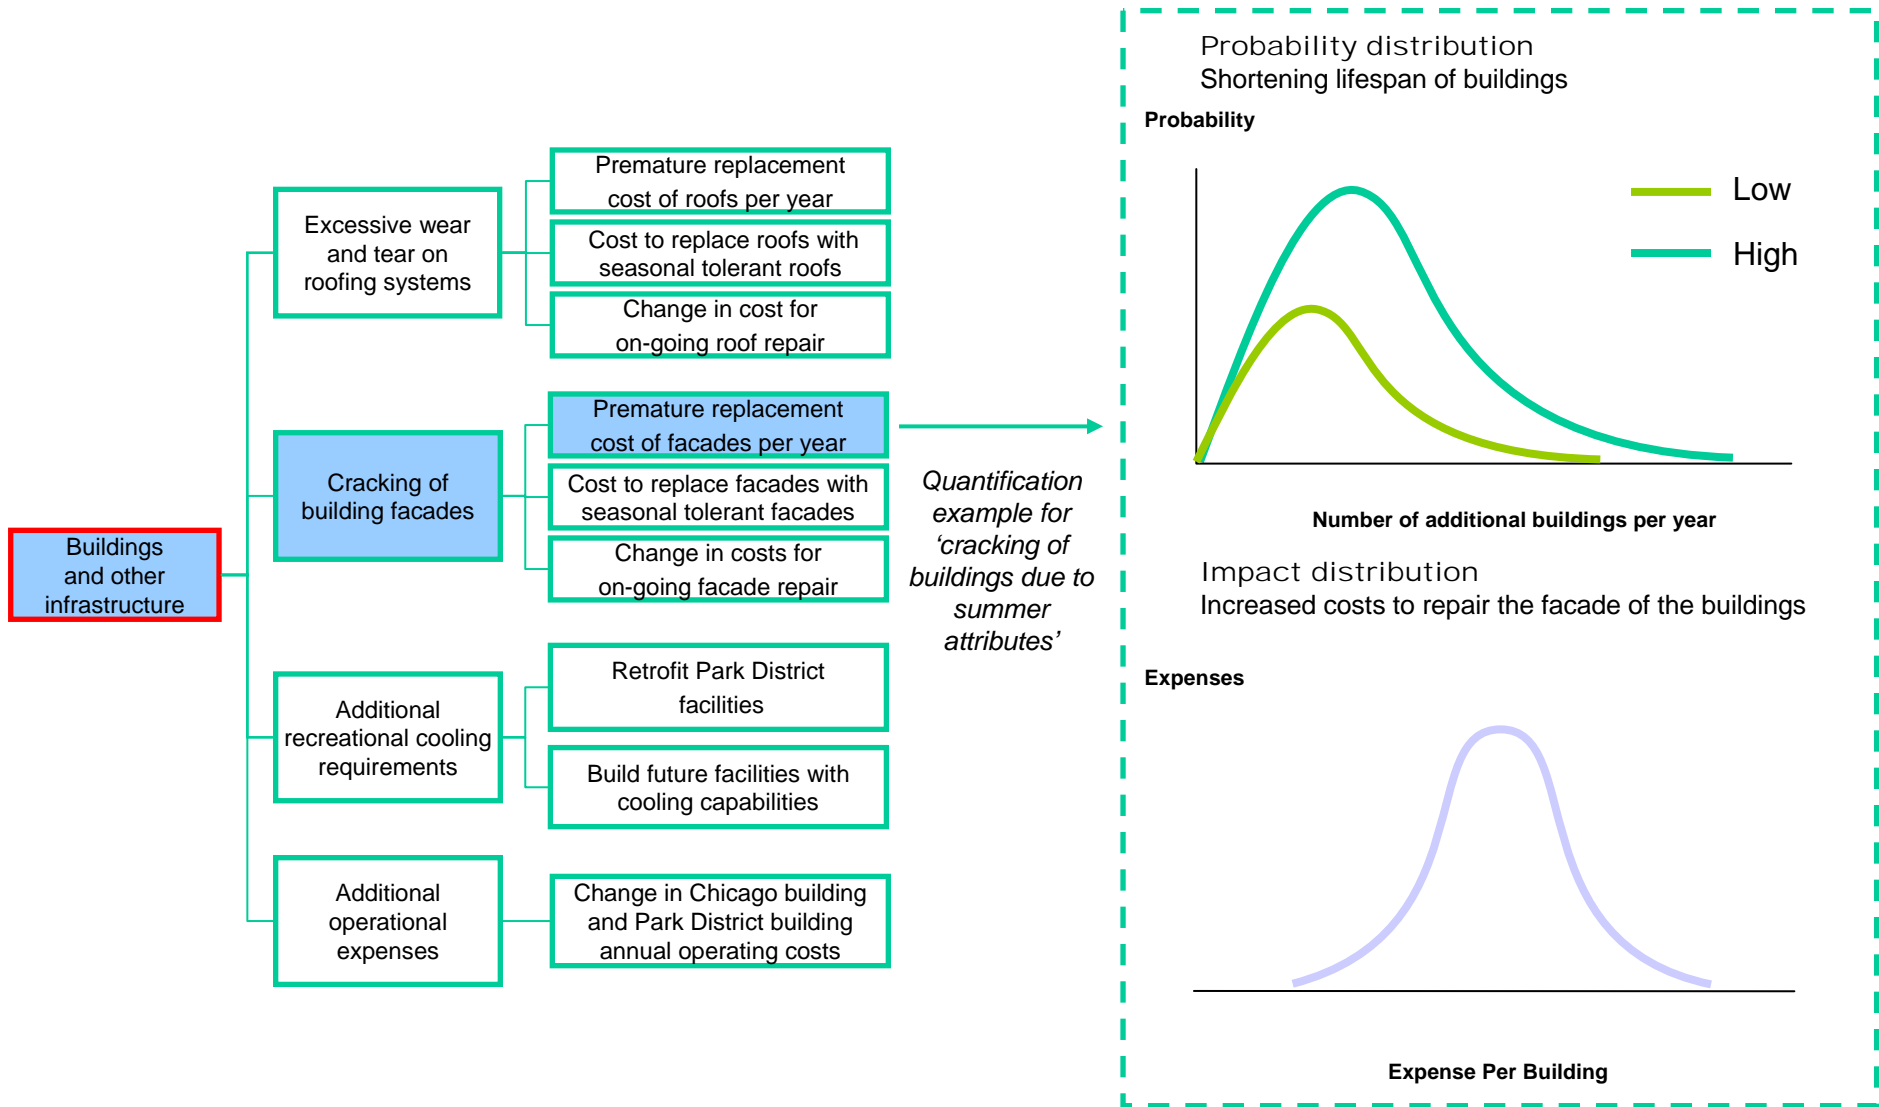 Buildings
and other
infrastructure
Excessive wear
and tear on
roofing systems
Premature replacement
cost of roofs per year
Cost to replace roofs with
seasonal tolerant roofs
Change in cost for
on-going roof repair
Cracking of
building facades
Premature replacement
cost of facades per year
Cost to replace facades with
seasonal tolerant facades
Change in costs for
on-going facade repair
Additional
recreational cooling
requirements
Retrofit Park District
facilities
Build future facilities with
cooling capabilities
Additional
operational
expenses
Change in Chicago building
and Park District building
annual operating costs
Quantification
example for
‘cracking of
buildings due to
summer
attributes’
Probability distribution
Shortening lifespan of buildings
Probability
Low
High
Number of additional buildings per year
Impact distribution
Increased costs to repair the facade of the buildings
Expenses
Expense Per Building